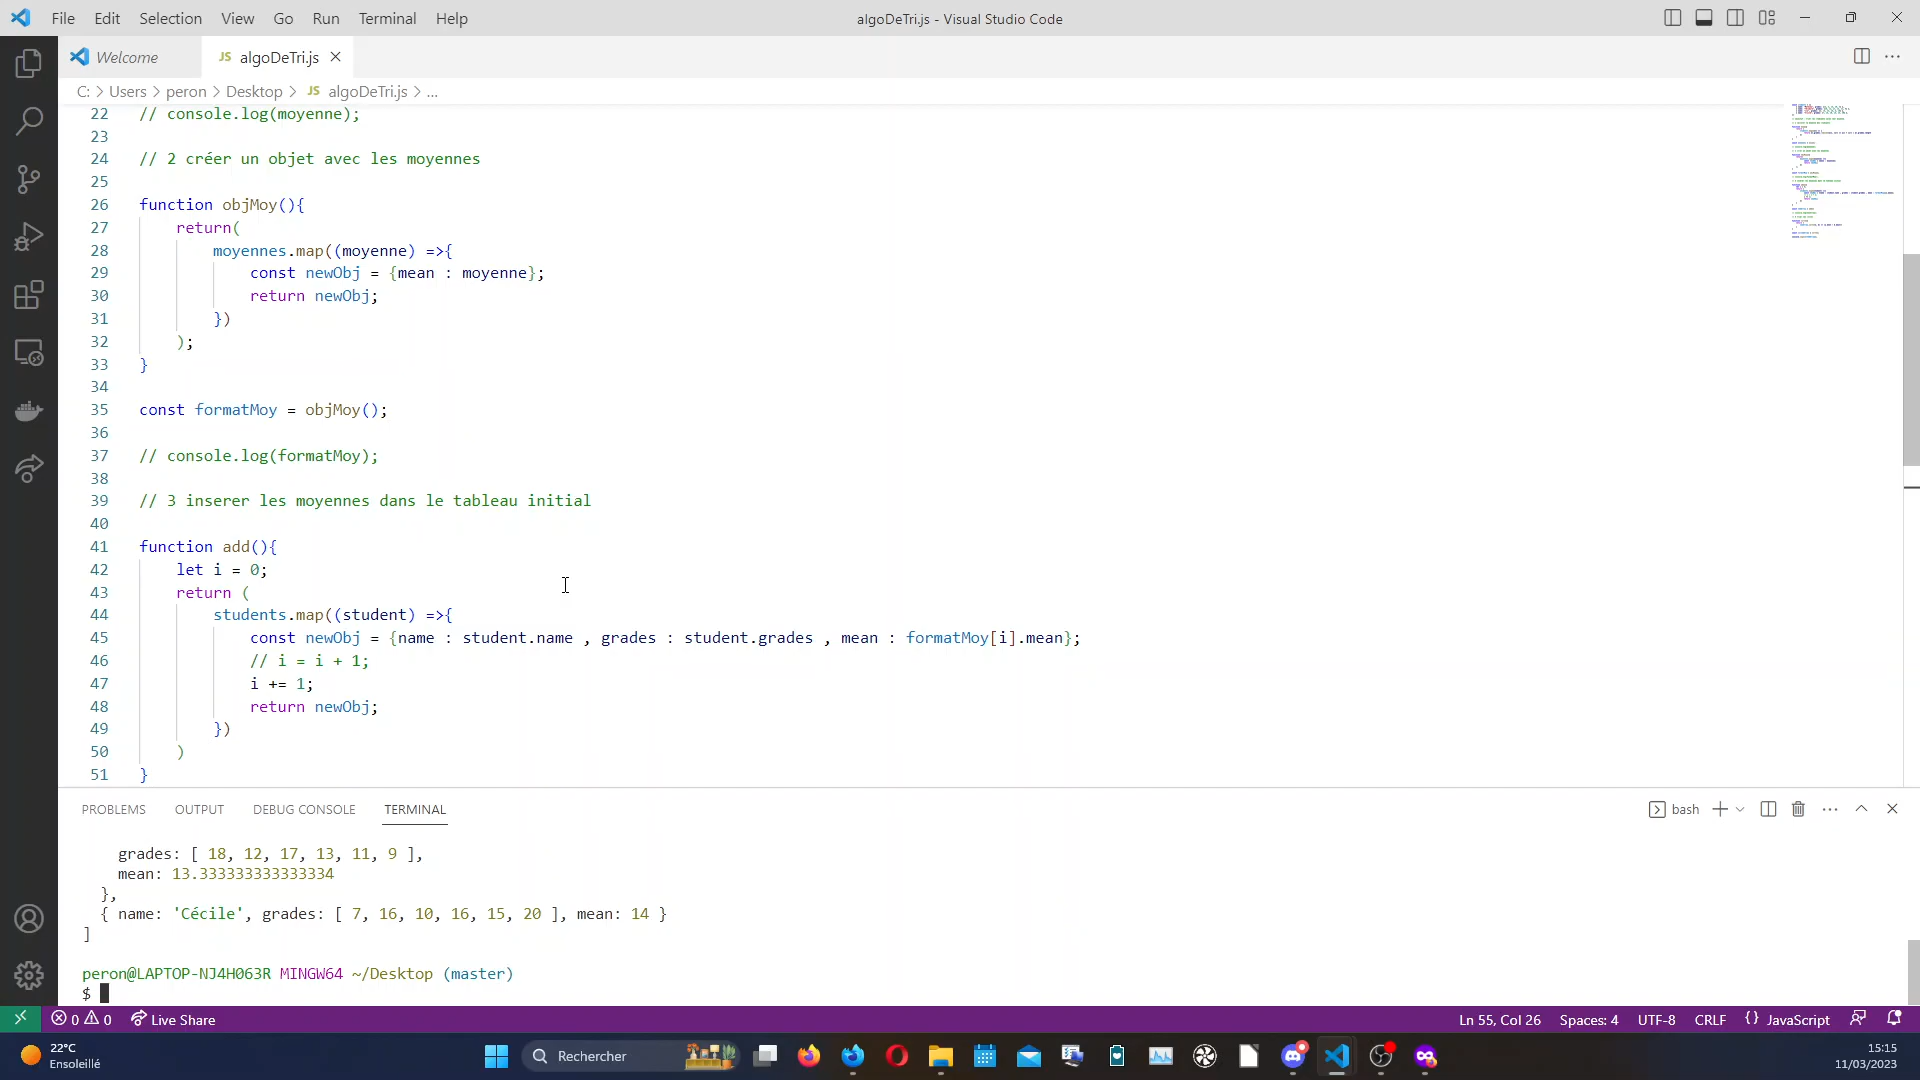 File Edit Selection View Go Run Terminal Help
algoDeTri.js - Visual Studio Code
Welcome
JS algoDeTri.js
C: > Users > peron > Desktop > JS algoDeTri.js > ...
22 // console.log(moyenne);
23
24 // 2 créer un objet avec les moyennes
25
26 function objMoy(){
27 return(
28 moyennes.map((moyenne) =>{
29 const newObj = {mean : moyenne};
30 return newObj;
31 })
32 );
33 }
34
35 const formatMoy = objMoy();
36
37 // console.log(formatMoy);
38
39 // 3 inserer les moyennes dans le tableau initial
40
41 function add(){
42 let i = 0;
43 return (
44 students.map((student) =>{
45 const newObj = {name : student.name , grades : student.grades , mean : formatMoy[i].mean};
46 // i = i + 1;
47 i += 1;
48 return newObj;
49 })
50 )
51 }
PROBLEMS OUTPUT DEBUG CONSOLE TERMINAL
bash
grades: [ 18, 12, 17, 13, 11, 9 ],
mean: 13.333333333333334
},
{ name: 'Cécile', grades: [ 7, 16, 10, 16, 15, 20 ], mean: 14 }
]
peron@LAPTOP-NJ4H063R MINGW64 ~/Desktop (master)
$
0 0 Live Share
Ln 55, Col 26 Spaces: 4 UTF-8 CRLF {} JavaScript
22°C
Ensoleillé
Rechercher
15:15
11/03/2023